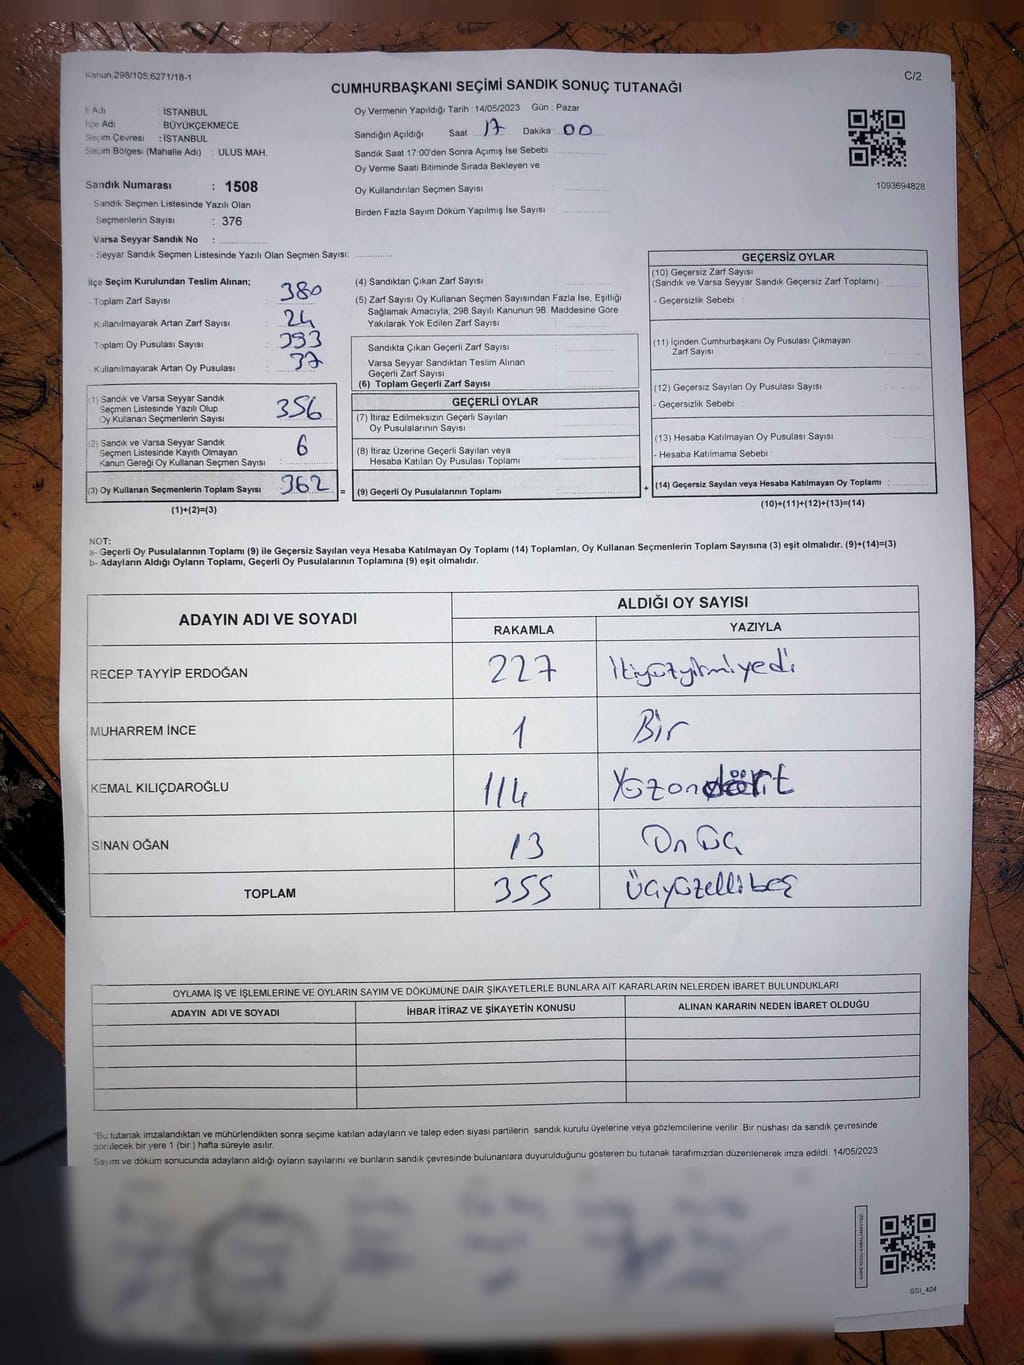 Kanun,298/105,6271/18-1
C/2
CUMHURBAŞKANI SEÇİMİ SANDIK SONUÇ TUTANAĞI
İl Adı : İSTANBUL
İlçe Adı : BÜYÜKÇEKMECE
Seçim Çevresi : İSTANBUL
Seçim Bölgesi (Mahalle Adı) : ULUS MAH.
Sandık Numarası : 1508
Sandık Seçmen Listesinde Yazılı Olan
Seçmenlerin Sayısı : 376
Varsa Seyyar Sandık No :
Seyyar Sandık Seçmen Listesinde Yazılı Olan Seçmen Sayısı:
Oy Vermenin Yapıldığı Tarih : 14/05/2023 Gün : Pazar
Sandığın Açıldığı Saat 17 Dakika : 00
Sandık Saat 17:00'den Sonra Açımış İse Sebebi :
Oy Verme Saati Bitiminde Sırada Bekleyen ve
Oy Kullandırılan Seçmen Sayısı :
Birden Fazla Sayım Döküm Yapılmış İse Sayısı :
1093694828
İlçe Seçim Kurulundan Teslim Alınan;
- Toplam Zarf Sayısı : 380
- Kullanılmayarak Artan Zarf Sayısı : 24
- Toplam Oy Pusulası Sayısı : 393
- Kullanılmayarak Artan Oy Pusulası : 37
(1) Sandık ve Varsa Seyyar Sandık
Seçmen Listesinde Yazılı Olup
Oy Kullanan Seçmenlerin Sayısı 356
(2) Sandık ve Varsa Seyyar Sandık
Seçmen Listesinde Kayıtlı Olmayan
Kanun Gereği Oy Kullanan Seçmen Sayısı : 6
(3) Oy Kullanan Seçmenlerin Toplam Sayısı 362 =
(1)+(2)=(3)
(4) Sandıktan Çıkan Zarf Sayısı :
(5) Zarf Sayısı Oy Kullanan Seçmen Sayısından Fazla İse, Eşitliği
Sağlamak Amacıyla; 298 Sayılı Kanunun 98. Maddesine Göre
Yakılarak Yok Edilen Zarf Sayısı :
Sandıkta Çıkan Geçerli Zarf Sayısı :
Varsa Seyyar Sandıktan Teslim Alınan
Geçerli Zarf Sayısı :
(6) Toplam Geçerli Zarf Sayısı :
GEÇERLİ OYLAR
(7) İtiraz Edilmeksizin Geçerli Sayılan
Oy Pusulalarının Sayısı :
(8) İtiraz Üzerine Geçerli Sayılan veya
Hesaba Katılan Oy Pusulası Toplamı :
(9) Geçerli Oy Pusulalarının Toplamı : +
GEÇERSİZ OYLAR
(10) Geçersiz Zarf Sayısı
(Sandık ve Varsa Seyyar Sandık Geçersiz Zarf Toplamı) :
- Geçersizlik Sebebi :
(11) İçinden Cumhurbaşkanı Oy Pusulası Çıkmayan
Zarf Sayısı :
(12) Geçersiz Sayılan Oy Pusulası Sayısı :
- Geçersizlik Sebebi :
(13) Hesaba Katılmayan Oy Pusulası Sayısı :
- Hesaba Katılmama Sebebi :
(14) Geçersiz Sayılan veya Hesaba Katılmayan Oy Toplamı :
(10)+(11)+(12)+(13)=(14)
NOT:
a- Geçerli Oy Pusulalarının Toplamı (9) ile Geçersiz Sayılan veya Hesaba Katılmayan Oy Toplamı (14) Toplamları, Oy Kullanan Seçmenlerin Toplam Sayısına (3) eşit olmalıdır. (9)+(14)=(3)
b- Adayların Aldığı Oyların Toplamı, Geçerli Oy Pusulalarının Toplamına (9) eşit olmalıdır.
ADAYIN ADI VE SOYADI ALDIĞI OY SAYISI
RAKAMLA YAZIYLA
RECEP TAYYİP ERDOĞAN 227 İkiyüzyirmiyedi
MUHARREM İNCE 1 Bir
KEMAL KILIÇDAROĞLU 114 Yüzondört
SİNAN OĞAN 13 On üç
TOPLAM 355 Üçyüzellibeş
OYLAMA İŞ VE İŞLEMLERİNE VE OYLARIN SAYIM VE DÖKÜMÜNE DAİR ŞİKAYETLERLE BUNLARA AİT KARARLARIN NELERDEN İBARET BULUNDUKLARI
ADAYIN ADI VE SOYADI İHBAR İTİRAZ VE ŞİKAYETİN KONUSU ALINAN KARARIN NEDEN İBARET OLDUĞU
*Bu tutanak imzalandıktan ve mühürlendikten sonra seçime katılan adayların ve talep eden siyasi partilerin sandık kurulu üyelerine veya gözlemcilerine verilir. Bir nüshası da sandık çevresinde
görülecek bir yere 1 (bir) hafta süreyle asılır.
Sayım ve döküm sonucunda adayların aldığı oyların sayılarını ve bunların sandık çevresinde bulunanlara duyurulduğunu gösteren bu tutanak tarafımızdan düzenlenerek imza edildi. 14/05/2023
SSI_404